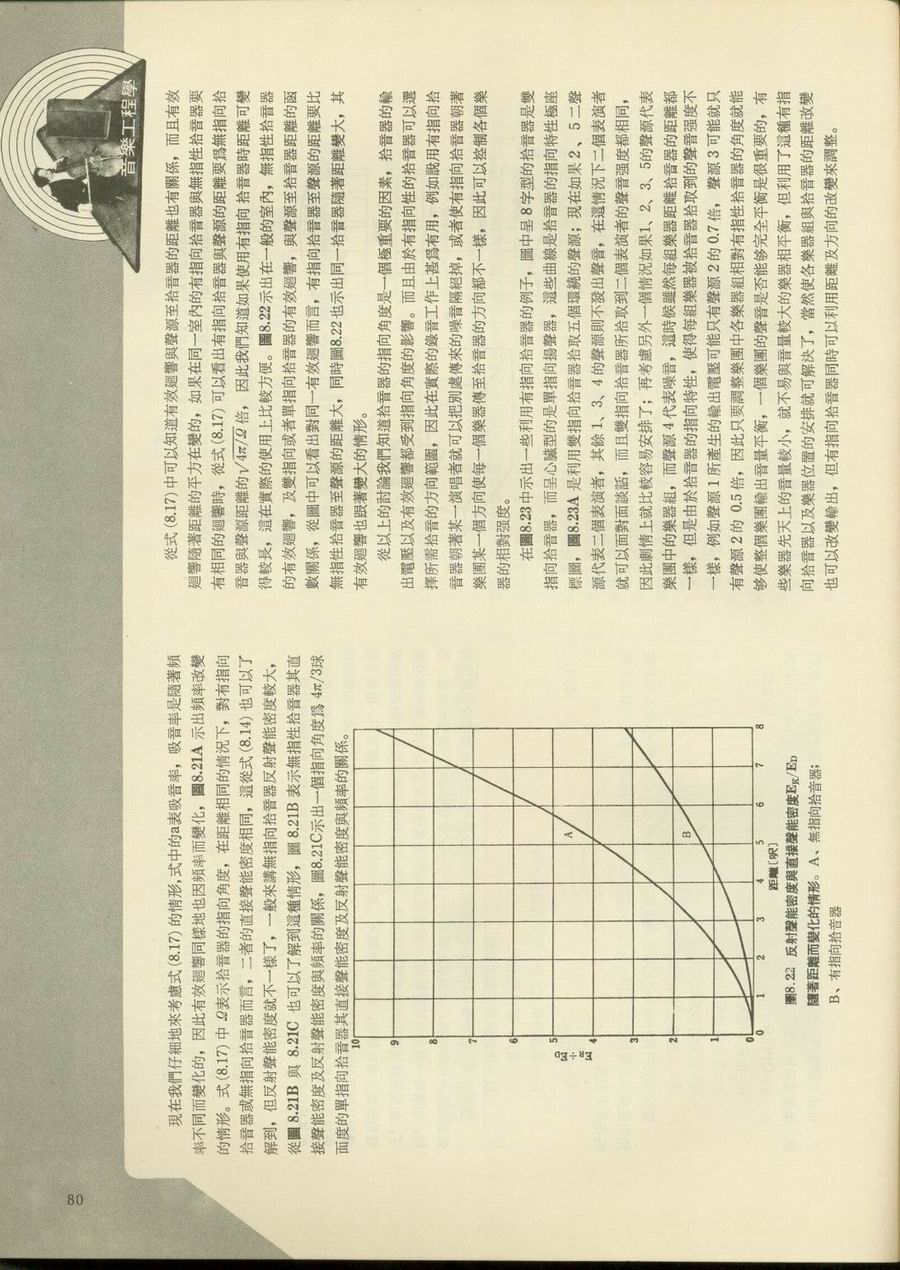 80
音樂工程學
現在我們仔細地來考慮式(8.17)的情形,式中的a表吸音率，吸音率是隨著頻
率不同而變化的，因此有效廻響同樣地也因頻率而變化，圖8.21A 示出頻率改變
的情形。式(8.17)中Ω表示拾音器的指向角度，在距離相同的情況下，對有指向
拾音器或無指向拾音器而言，二者的直接聲能密度相同，這從式(8.14)也可以了
解到，但反射聲能密度就不一樣了，一般來講無指向拾音器反射聲能密度較大，
從圖 8.21B 與 8.21C 也可以了解到這種情形，圖 8.21B 表示無指性拾音器其直
接聲能密度及反射聲能密度與頻率的關係，圖8.21C示出一個指向角度爲 4π/3球
面度的單指向拾音器其直接聲能密度及反射聲能密度與頻率的關係。
10
9
8
7
6
5
4
3
2
1
0
E_R÷E_D
A
B
0 1 2 3 4 5 6 7 8
距離〔呎〕
圖8.22 反射聲能密度與直接聲能密度E_R/E_D
隨著距離而變化的情形。A、無指向拾音器；
B、有指向拾音器
從式(8.17)中可以知道有效廻響與聲源至拾音器的距離也有關係，而且有效
廻響隨著距離的平方在變的，如果在同一室內的有指向拾音器與無指性拾音器要
有相同的廻響時，從式(8.17)可以看出有指向拾音器與聲源的距離要爲無指向拾
音器與聲源距離的√4π/Ω倍，因此我們知道如果使用有指向 拾音器時距離可變
得較長，這在實際的使用上比較方便。圖8.22示出在一般的室內，無指性拾音器
的有效廻響，及雙指向或者單指向拾音器的有效廻響，與聲源至拾音器距離的函
數關係，從圖中可以看出對同一有效廻響而言，有指向拾音器至聲源的距離要比
無指性拾音器至聲源的距離大，同時圖8.22也示出同一拾音器隨著距離變大，其
有效廻響也跟著變大的情形。
從以上的討論我們知道拾音器的指向角度是一個極重要的因素，拾音器的輸
出電壓以及有效廻響都受到指向角度的影響。而且由於有指向性的拾音器可以選
擇所需拾音的方向範圍，因此在實際的錄音工作上甚爲有用，例如說用有指向拾
音器朝著某一演唱者就可以把別處傳來的噪音隔絕掉，或者使有指向拾音器朝著
樂團某一個方向使每一個樂器傳至拾音器的方向都不一樣，因此可以控制各個樂
器的相對强度。
在圖8.23中示出一些利用有指向拾音器的例子，圖中呈８字型的拾音器是雙
指向拾音器，而呈心臟型的是單指向揚聲器，這些曲線是拾音器的指向特性極座
標圖，圖8.23A 是利用雙指向拾音器拾取五個環繞的聲源；現在如果２、５二聲
源代表二個表演者，其餘１、３、４的聲源則不發出聲音，在這情況下二個表演者
就可以面對面談話，而且雙指向拾音器所拾取到二個表演者的聲音强度都相同，
因此劇情上就比較容易安排了；再考慮另外一個情況如果1、2、3、5的聲源代表
樂團中的樂器組，而聲源４代表噪音，這時候雖然每組樂器距離拾音器的距離都
一樣，但是由於拾音器的指向特性，使得每組樂器被拾音器拾取到的聲音强度不
一樣，例如聲源１所產生的輸出電壓可能只有聲源２的0.7倍，聲源３可能就只
有聲源２的0.5倍，因此只要調整樂團中各樂器組相對有指性拾音器的角度就能
够使整個樂團輸出音量平衡，一個樂團的聲音是否能够完全平衡是很重要的，有
些樂器先天上的音量較小，就不易與音量較大的樂器相平衡，但利用了這種有指
向拾音器以及樂器位置的安排就可解決了，當然使各樂器組與拾音器的距離改變
也可以改變輸出，但有指向拾音器同時可以利用距離及方向的改變來調整。